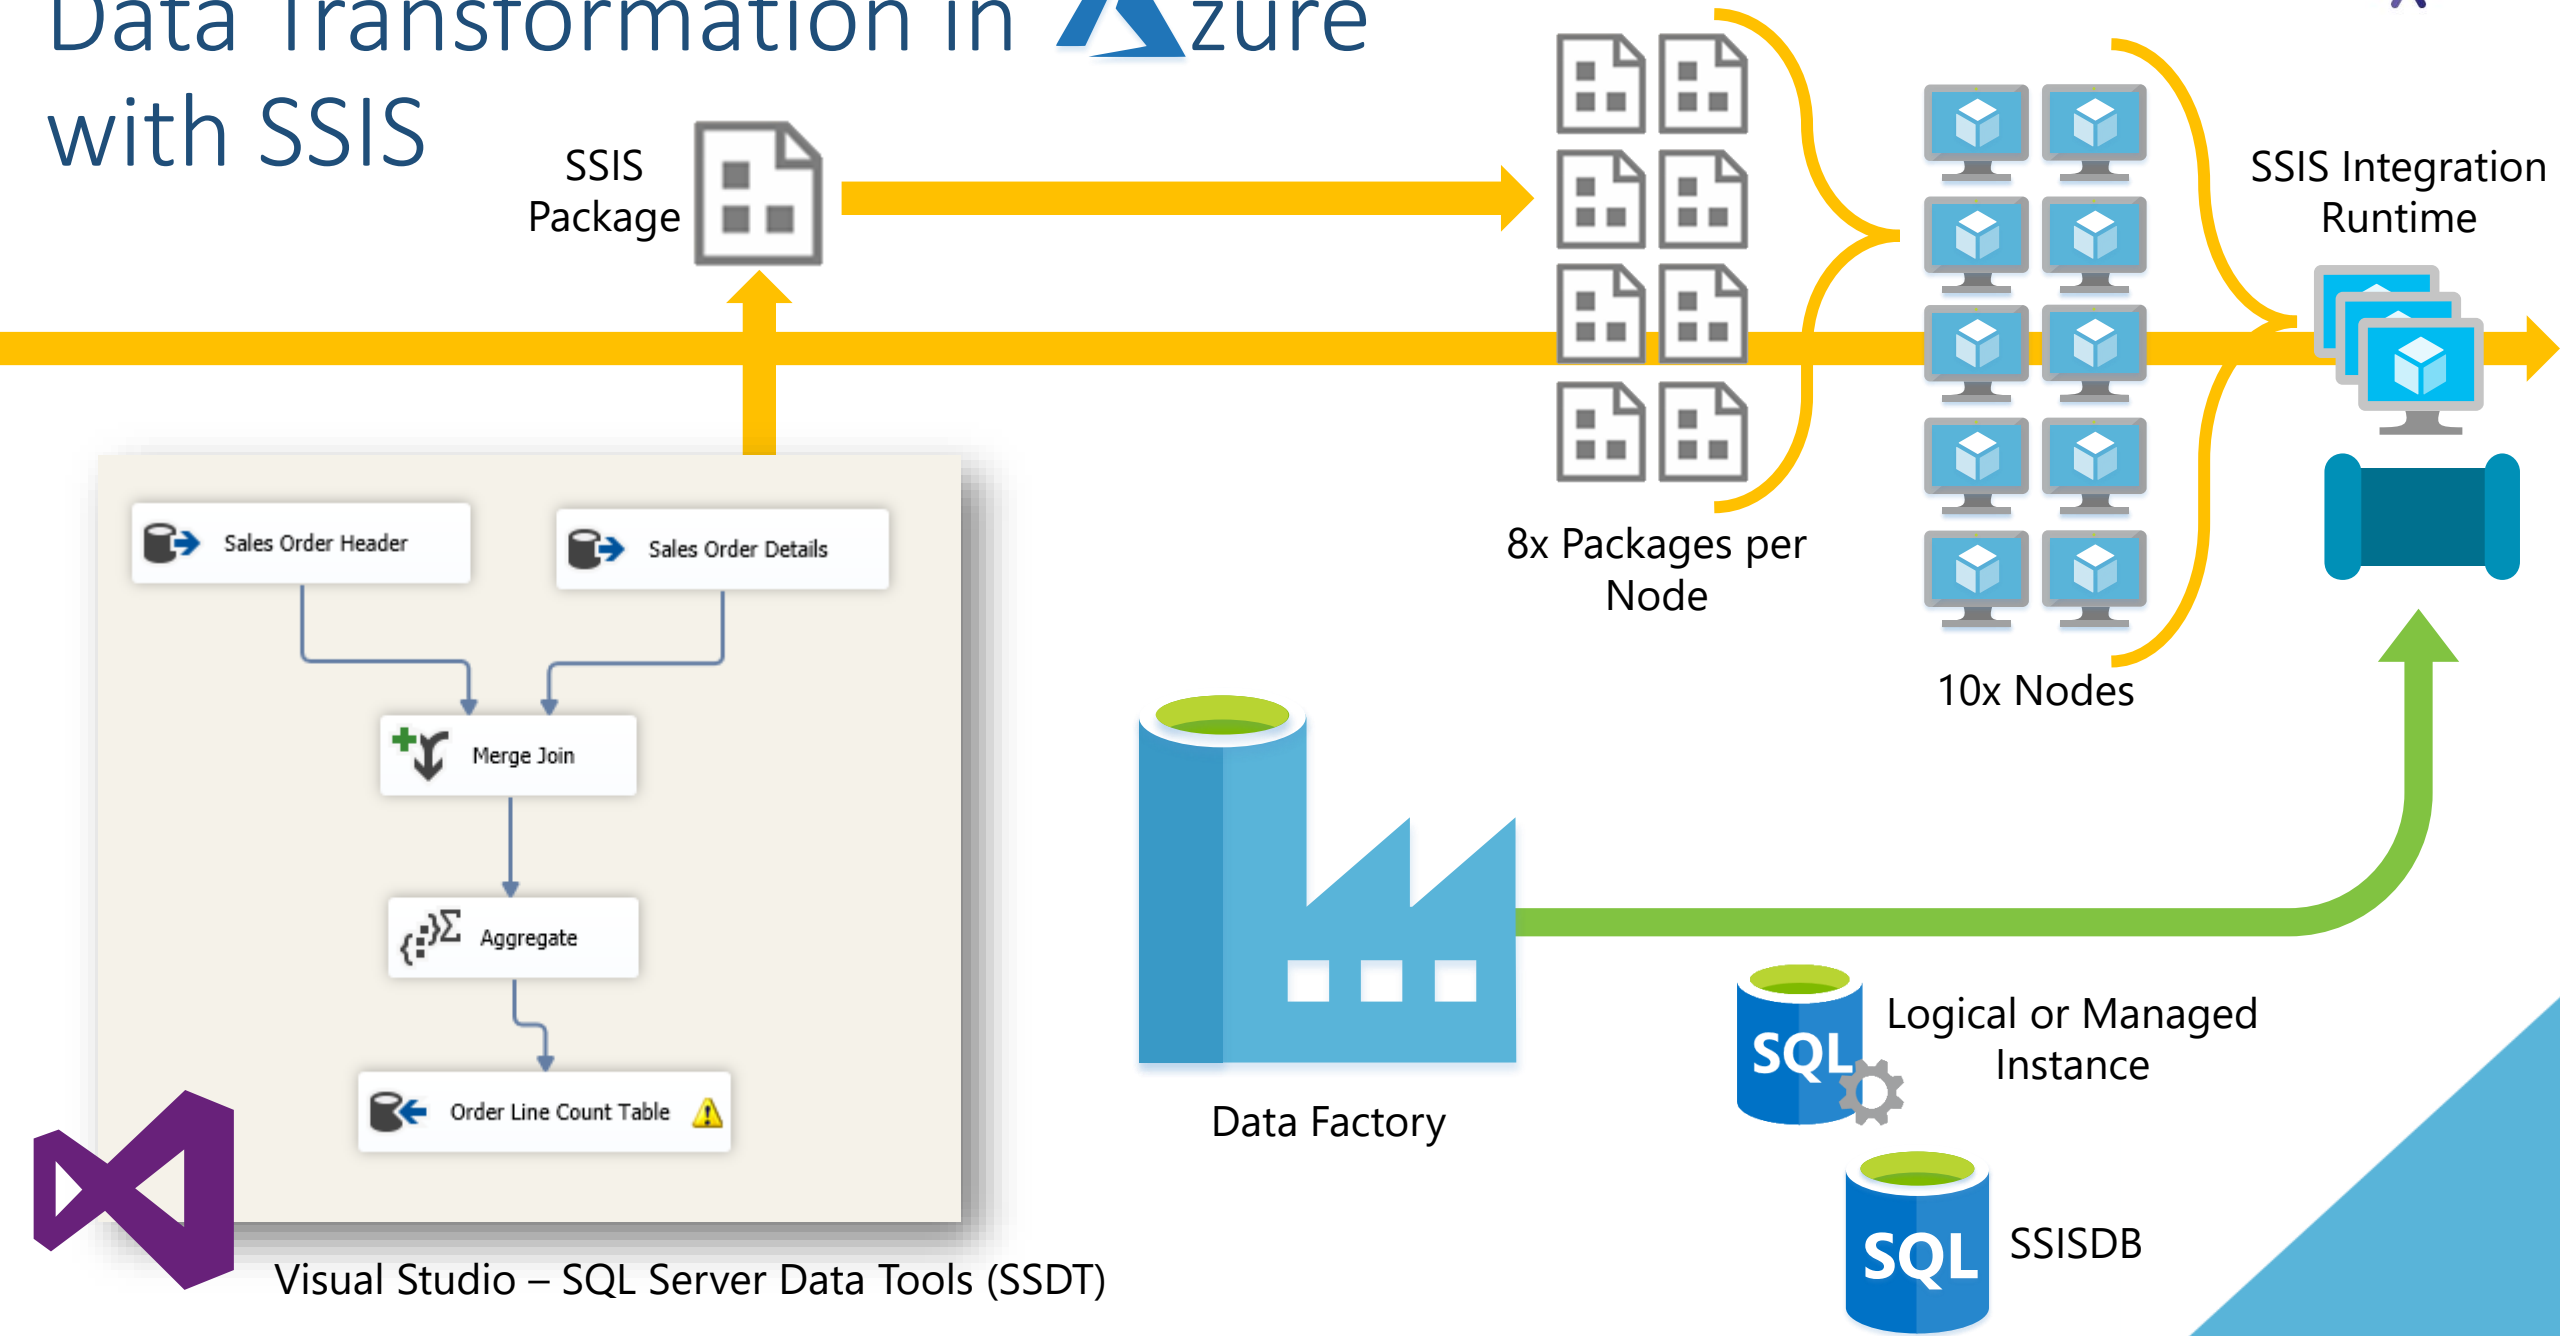 Data Transformation in Azure
with SSIS
SSIS
Package
SSIS Integration
Runtime
8x Packages per
Node
10x Nodes
Sales Order Header
Sales Order Details
Merge Join
Aggregate
Order Line Count Table
Visual Studio – SQL Server Data Tools (SSDT)
Data Factory
SQL
Logical or Managed
Instance
SQL
SSISDB